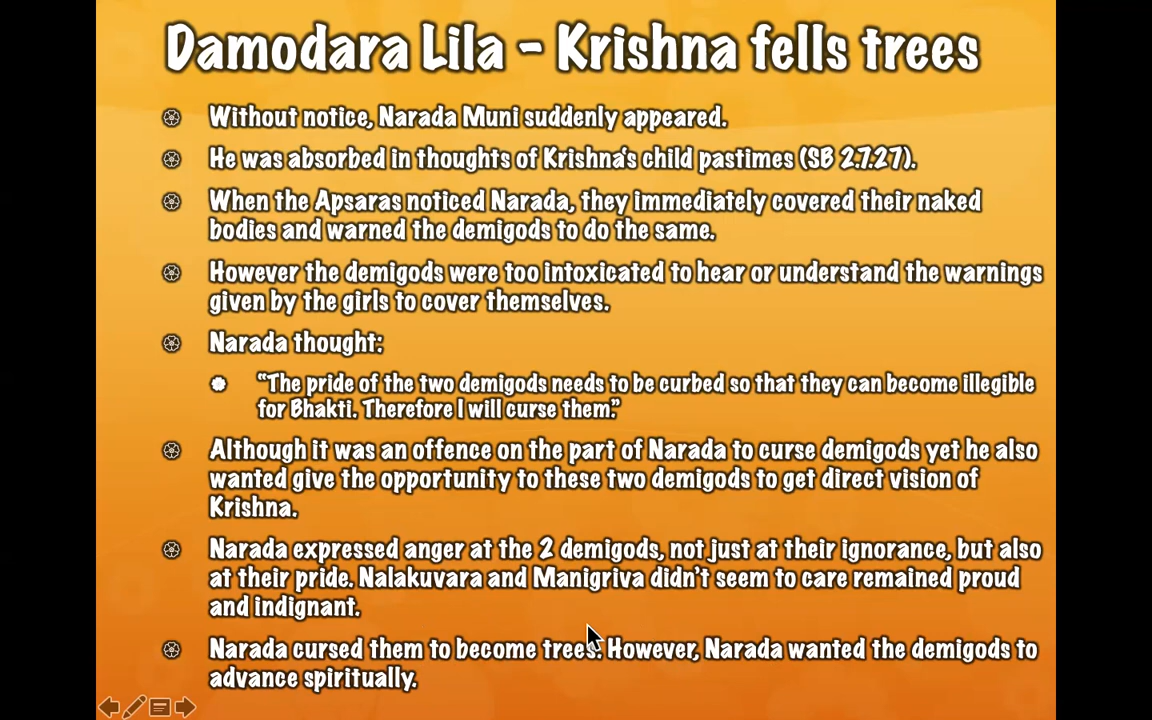 Damodara Lila - Krishna fells trees
Without notice, Narada Muni suddenly appeared.
He was absorbed in thoughts of Krishna's child pastimes (SB 2.7.27).
When the Apsaras noticed Narada, they immediately covered their naked
bodies and warned the demigods to do the same.
However the demigods were too intoxicated to hear or understand the warnings
given by the girls to cover themselves.
Narada thought:
“The pride of the two demigods needs to be curbed so that they can become illegible
for Bhakti. Therefore I will curse them.”
Although it was an offence on the part of Narada to curse demigods yet he also
wanted give the opportunity to these two demigods to get direct vision of
Krishna.
Narada expressed anger at the 2 demigods, not just at their ignorance, but also
at their pride. Nalakuvara and Manigriva didn't seem to care remained proud
and indignant.
Narada cursed them to become trees. However, Narada wanted the demigods to
advance spiritually.